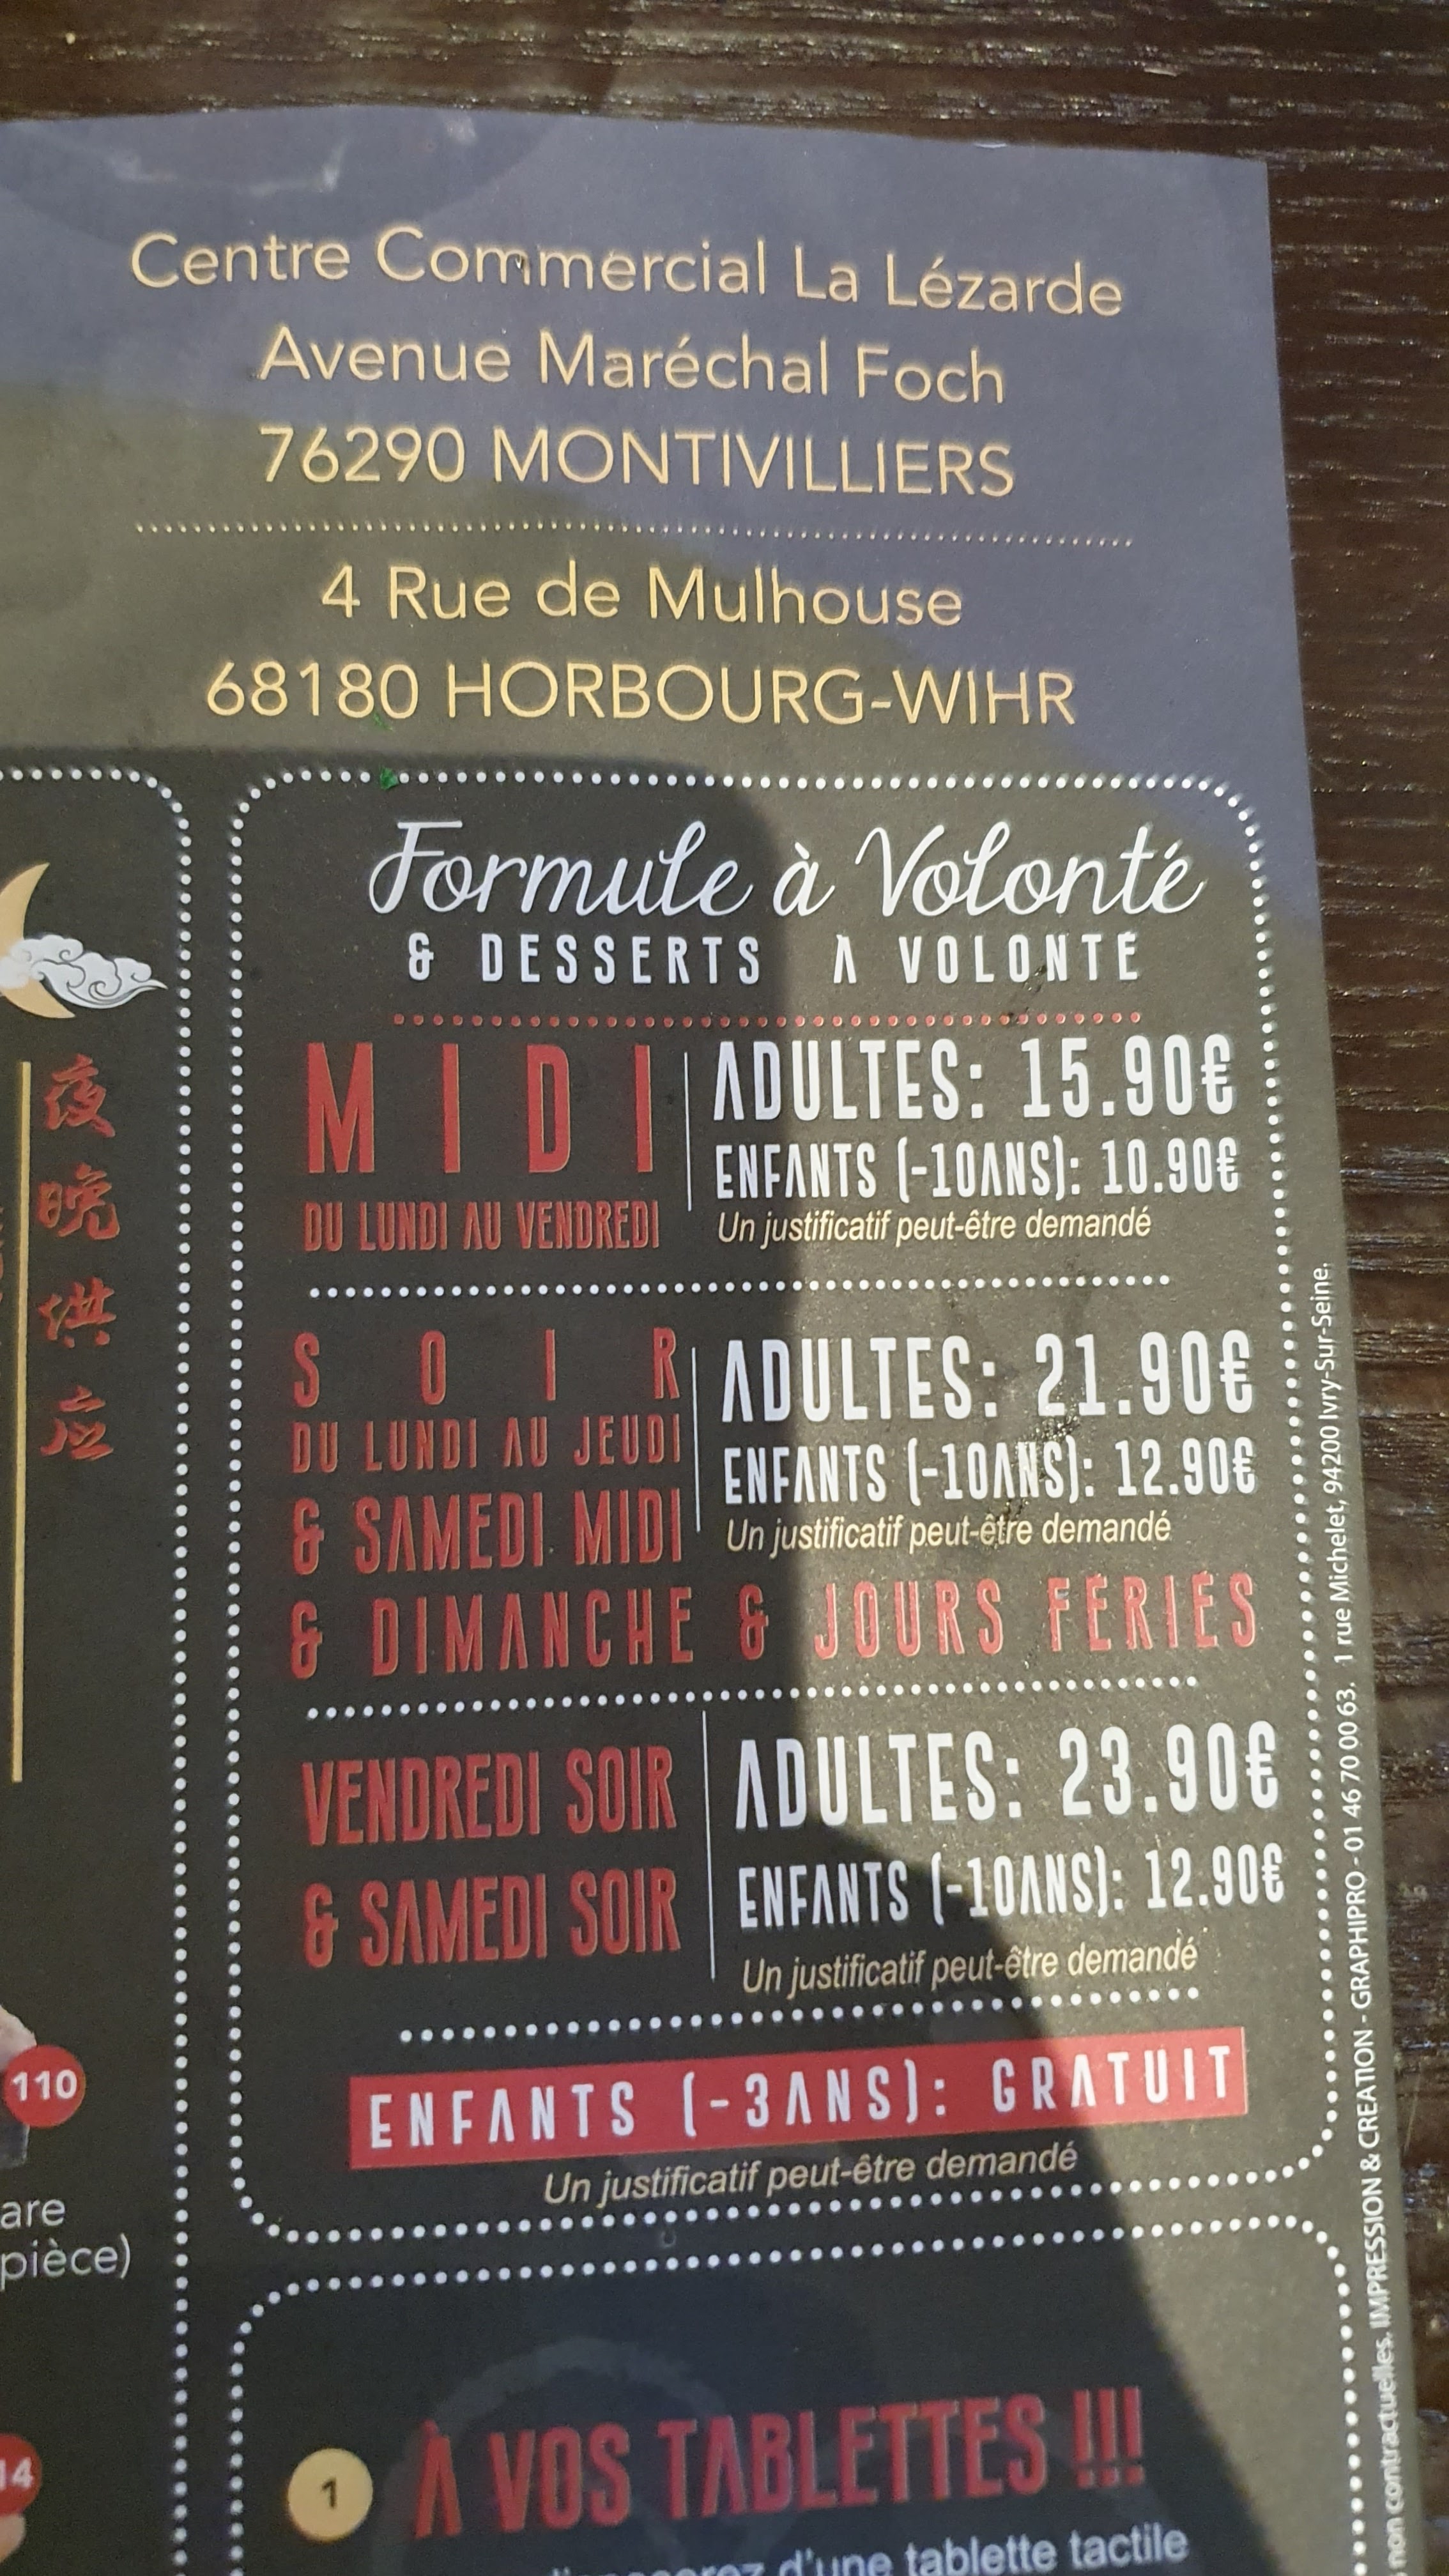 Centre Commercial La Lézarde
Avenue Maréchal Foch
76290 MONTIVILLIERS
4 Rue de Mulhouse
68180 HORBOURG-WIHR
夜
晚
供
应
Formule à Volonté
& DESSERTS A VOLONTÉ
MIDI
DU LUNDI AU VENDREDI
ADULTES: 15.90€
ENFANTS (-10ANS): 10.90€
Un justificatif peut-être demandé
SOIR
DU LUNDI AU JEUDI
& SAMEDI MIDI
ADULTES: 21.90€
ENFANTS (-10ANS): 12.90€
Un justificatif peut-être demandé
& DIMANCHE & JOURS FÉRIÉS
VENDREDI SOIR
& SAMEDI SOIR
ADULTES: 23.90€
ENFANTS (-10ANS): 12.90€
Un justificatif peut-être demandé
ENFANTS (-3ANS): GRATUIT
Un justificatif peut-être demandé
110
are
pièce)
14
1
À VOS TABLETTES !!!
d'une tablette tactile
non contractuelles. IMPRESSION & CREATION - GRAPHIPRO - 01 46 70 00 63. 1 rue Michelet, 94200 Ivry-Sur-Seine.